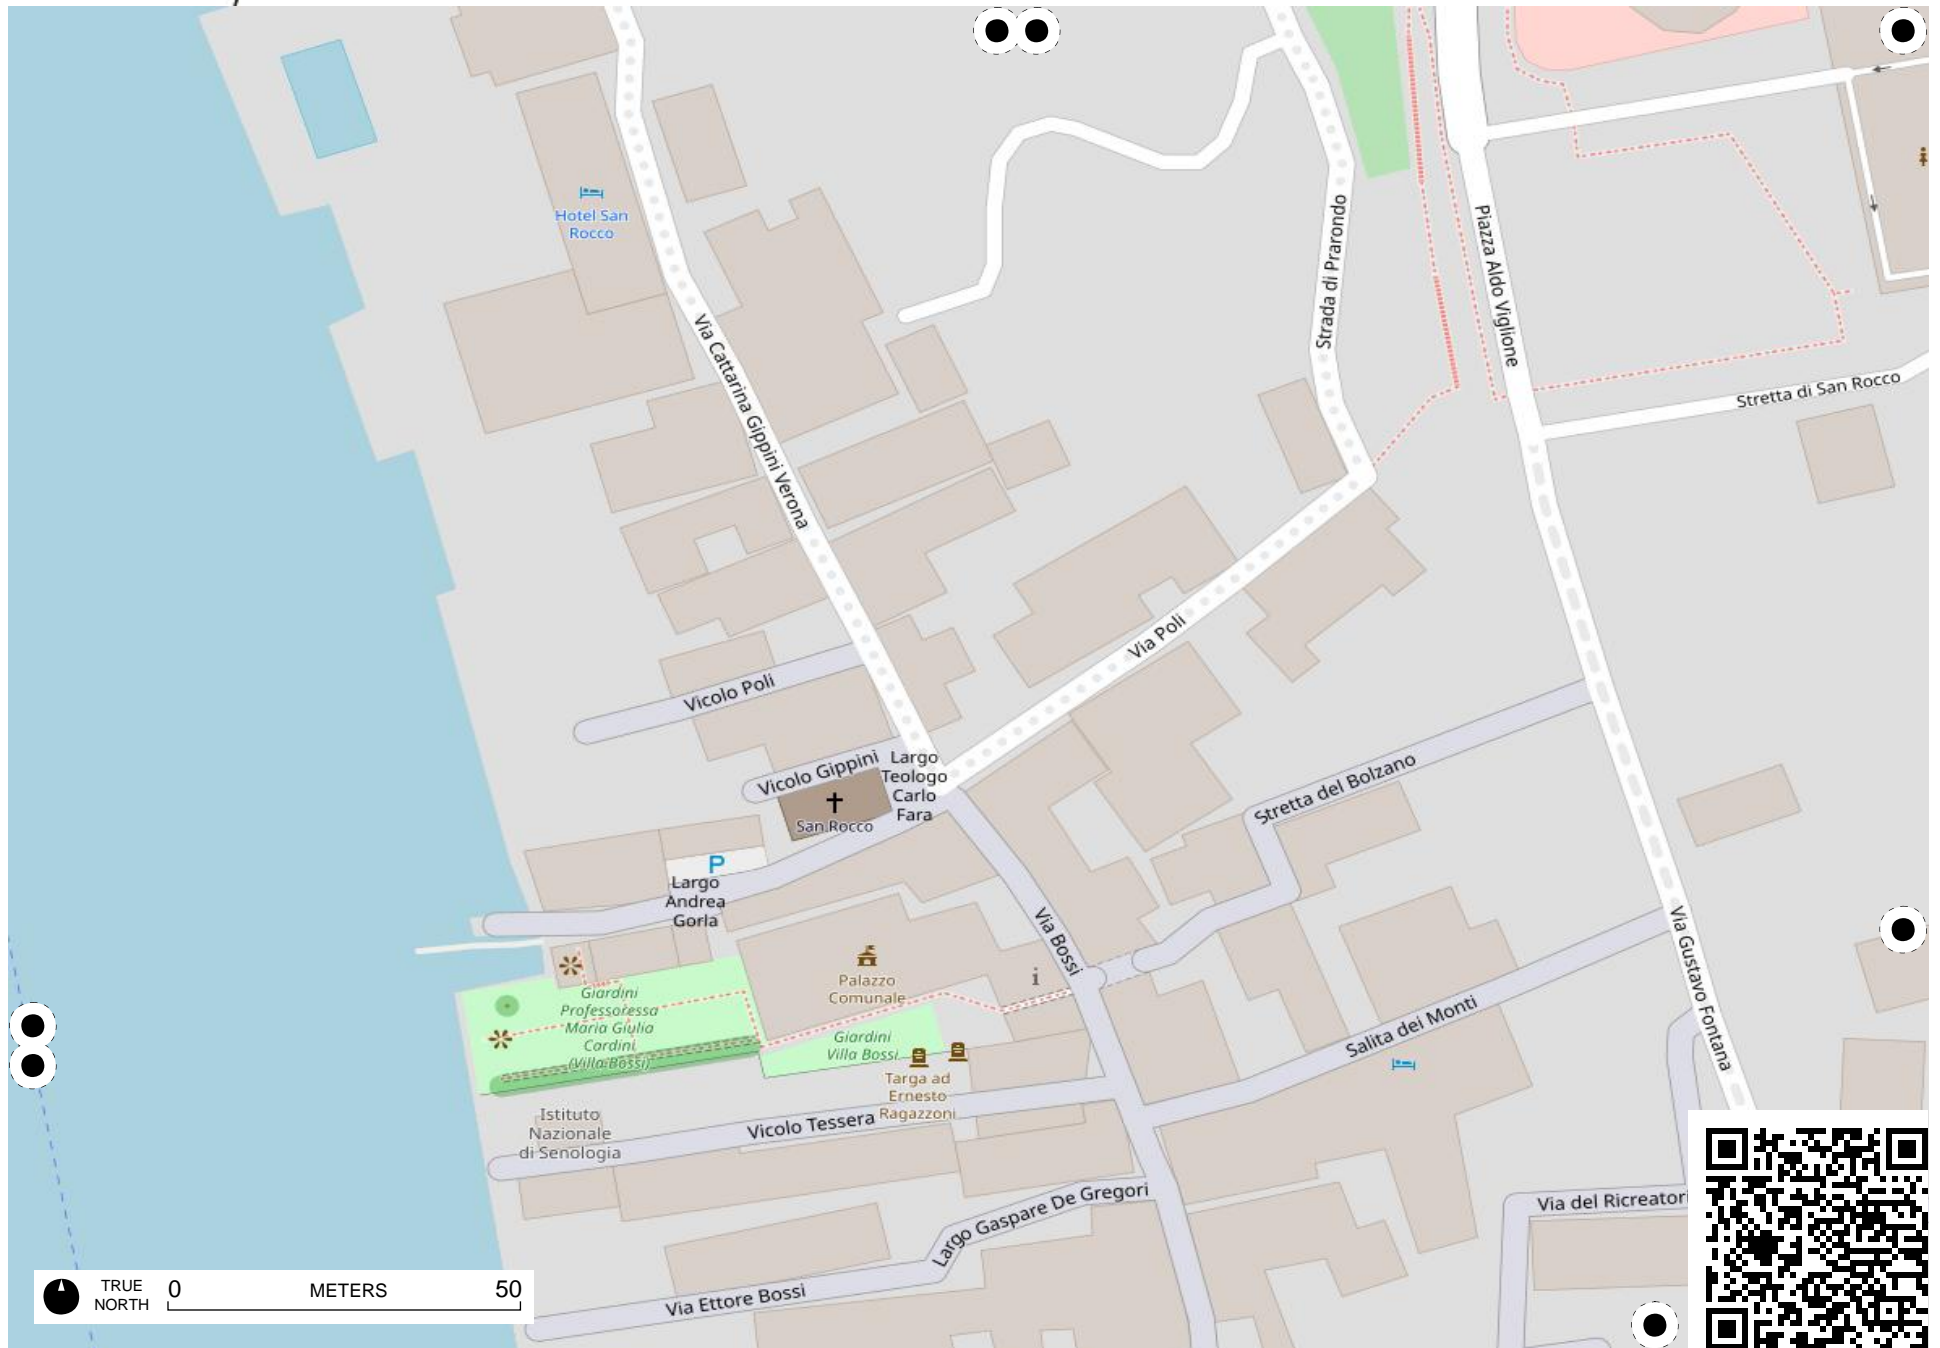 Hotel San
Rocco
Via Cattarina Gippini Verona
Strada di Prarondo
Piazza Aldo Viglione
Stretta di San Rocco
Via Poli
Vicolo Poli
Vicolo Gippini
Largo
Teologo
Carlo
Fara
San Rocco
Stretta del Bolzano
P
Largo
Andrea
Gorla
Via Bossi
Via Gustavo Fontana
Palazzo
Comunale
i
Giardini
Professoressa
Maria Giulia
Cardini
(Villa Bossi)
Giardini
Villa Bossi
Salita dei Monti
Targa ad
Ernesto
Ragazzoni
Istituto
Nazionale
di Senologia
Vicolo Tessera
Largo Gaspare De Gregori
Via del Ricreatori
Via Ettore Bossi
TRUE
NORTH
0 METERS 50